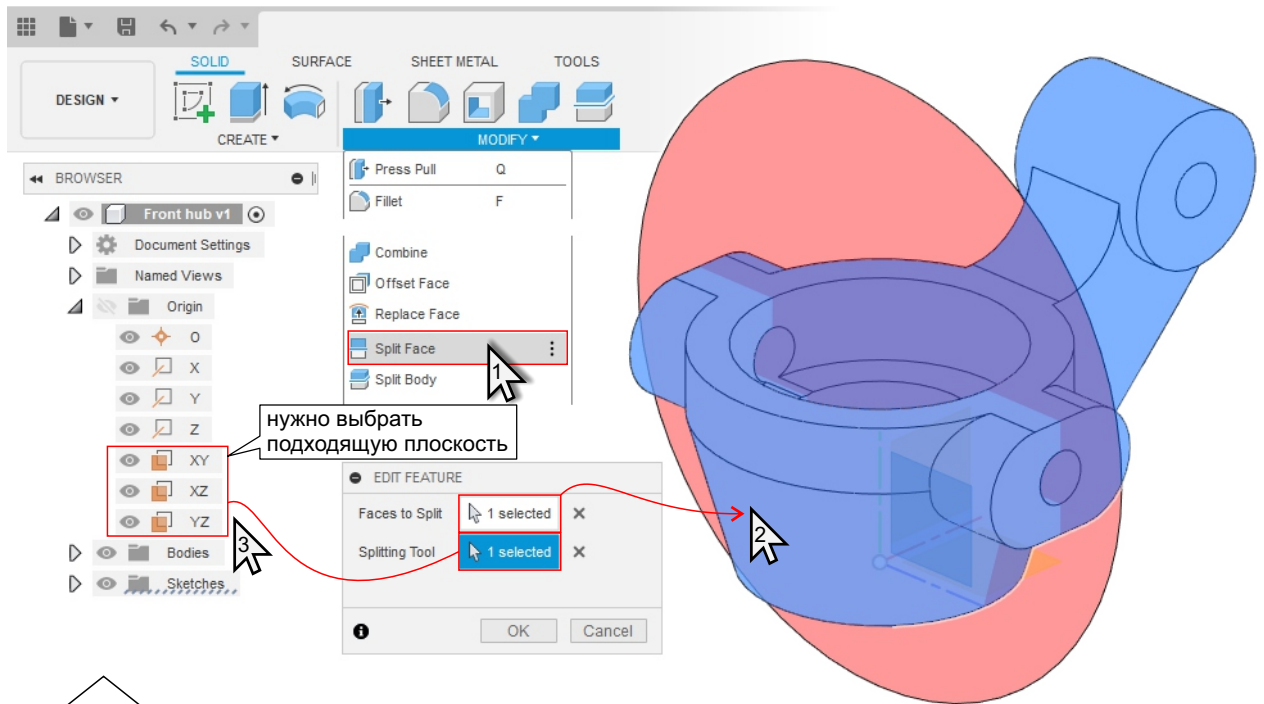 SOLID SURFACE SHEET METAL TOOLS
DESIGN
CREATE MODIFY
BROWSER
Front hub v1
Document Settings
Named Views
Origin
O
X
Y
Z
XY
XZ
YZ
Bodies
Sketches
Press Pull Q
Fillet F
Combine
Offset Face
Replace Face
Split Face
1
Split Body
нужно выбрать
подходящую плоскость
EDIT FEATURE
Faces to Split 1 selected
Splitting Tool 1 selected
OK Cancel
2
3